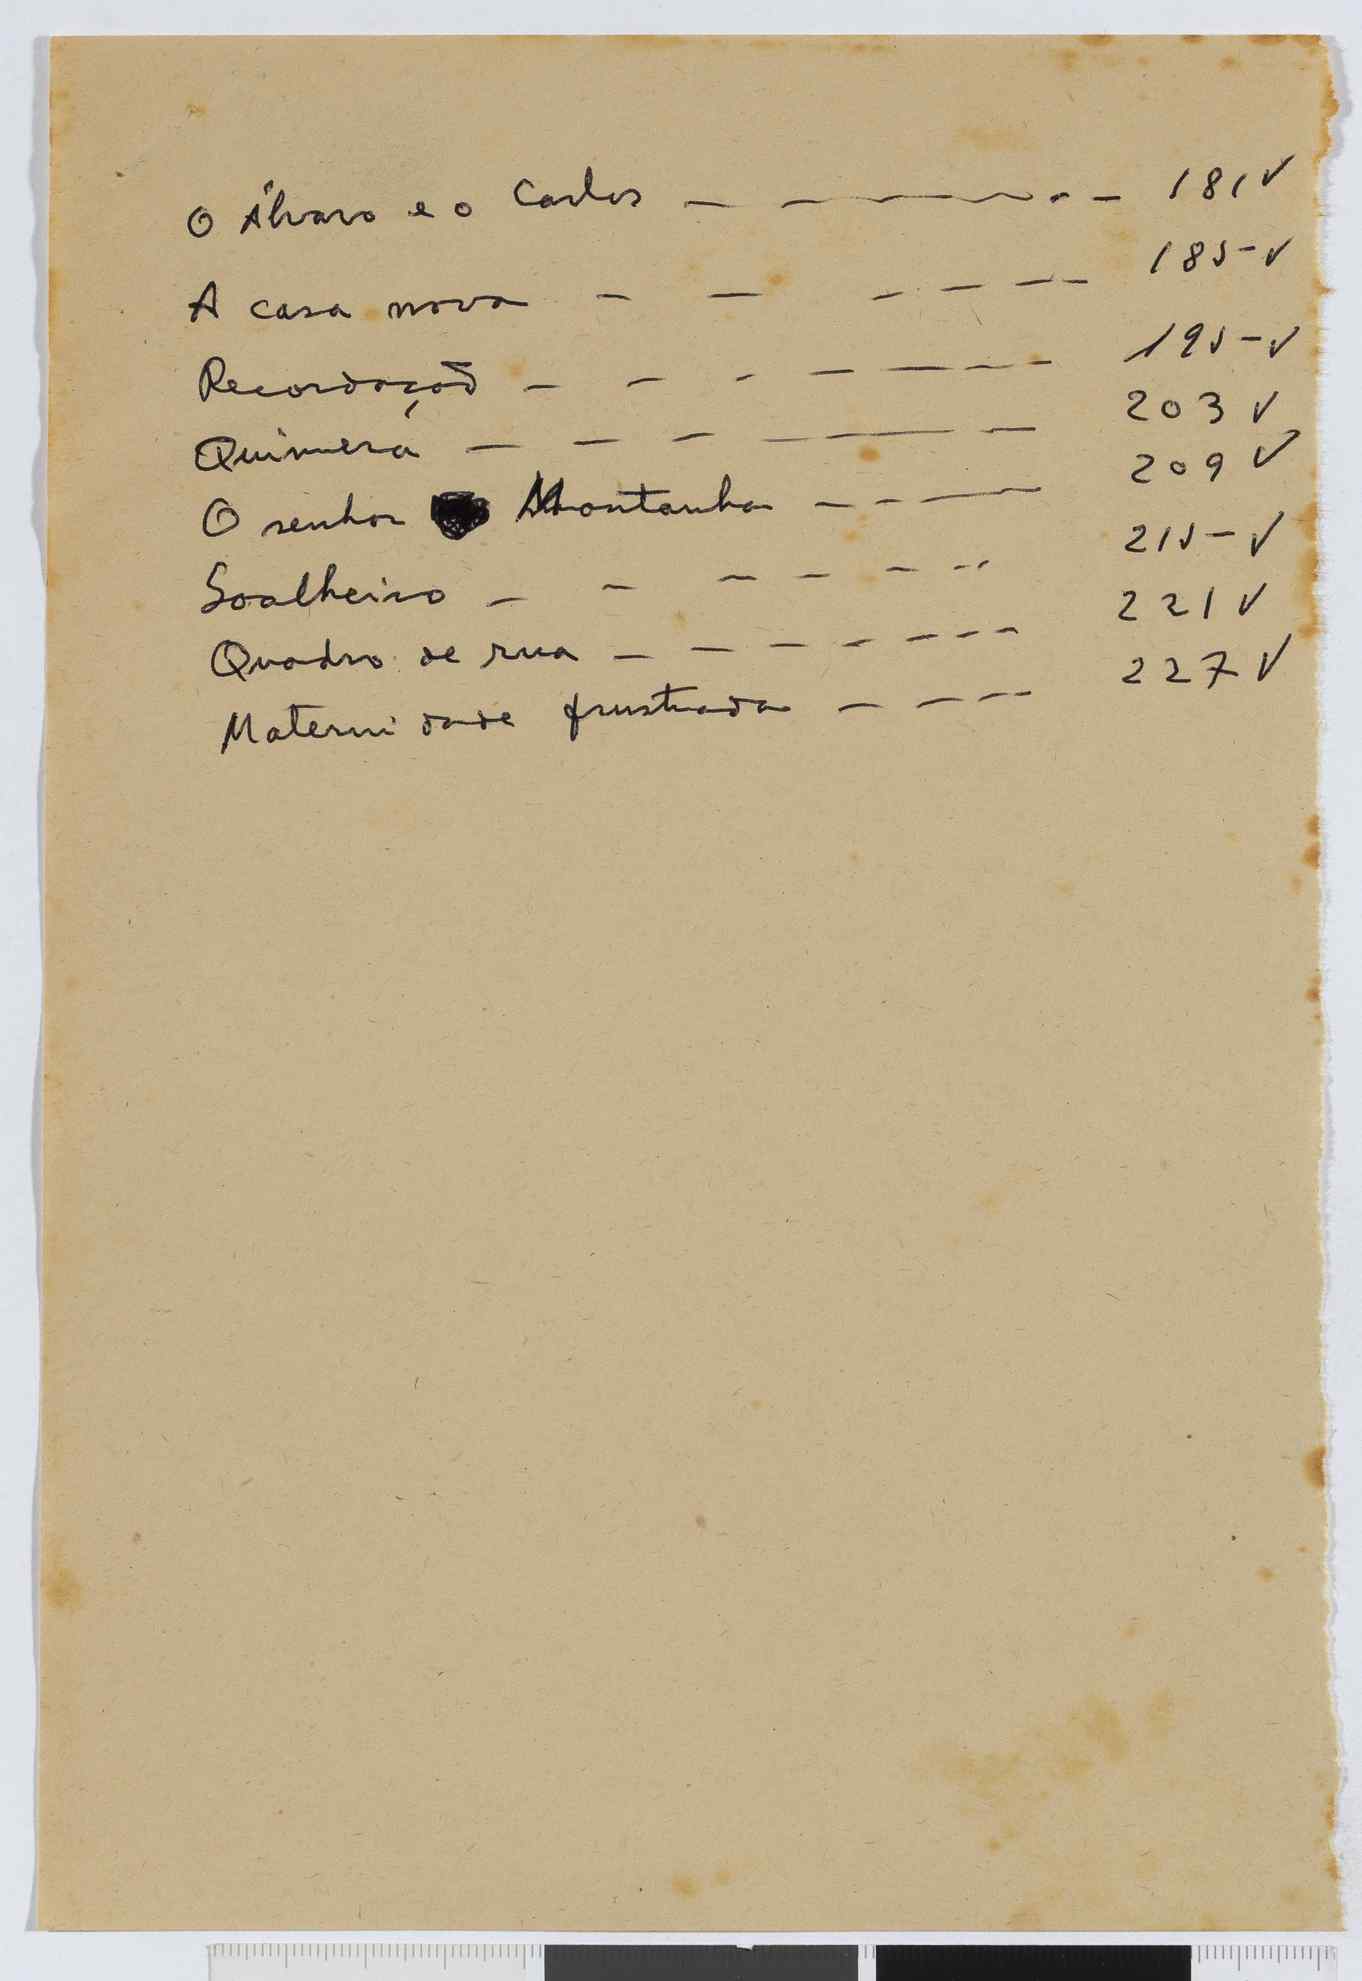 O Álvaro e o Carlos — — — — — . — 181 ✓
A casa nova — — — — — 185 ✓
Recordação — — - — — — 195 ✓
Quimera — — — — — — 203 ✓
O senhor Montanha — — — 209 ✓
Soalheiro — — — — — - 215 ✓
Quadro de rua — — — — — — 221 ✓
Maternidade frustrada — — — 227 ✓